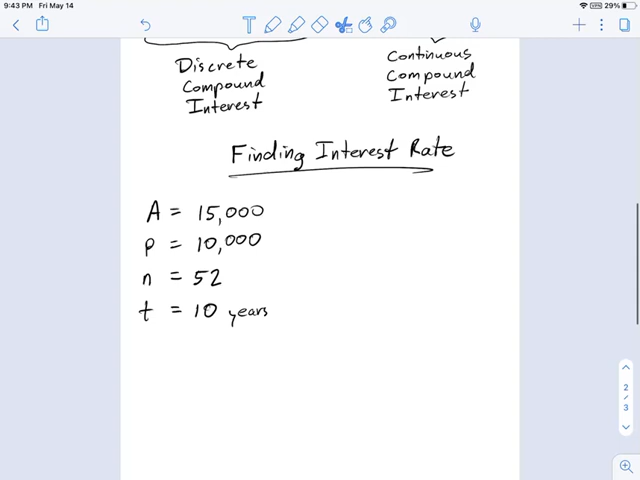 9:43 PM Fri May 14
VPN 29%
T
Discrete
Compound
Interest
Continuous
Compound
Interest
Finding Interest Rate
A = 15,000
P = 10,000
n = 52
t = 10 years
2
/
3